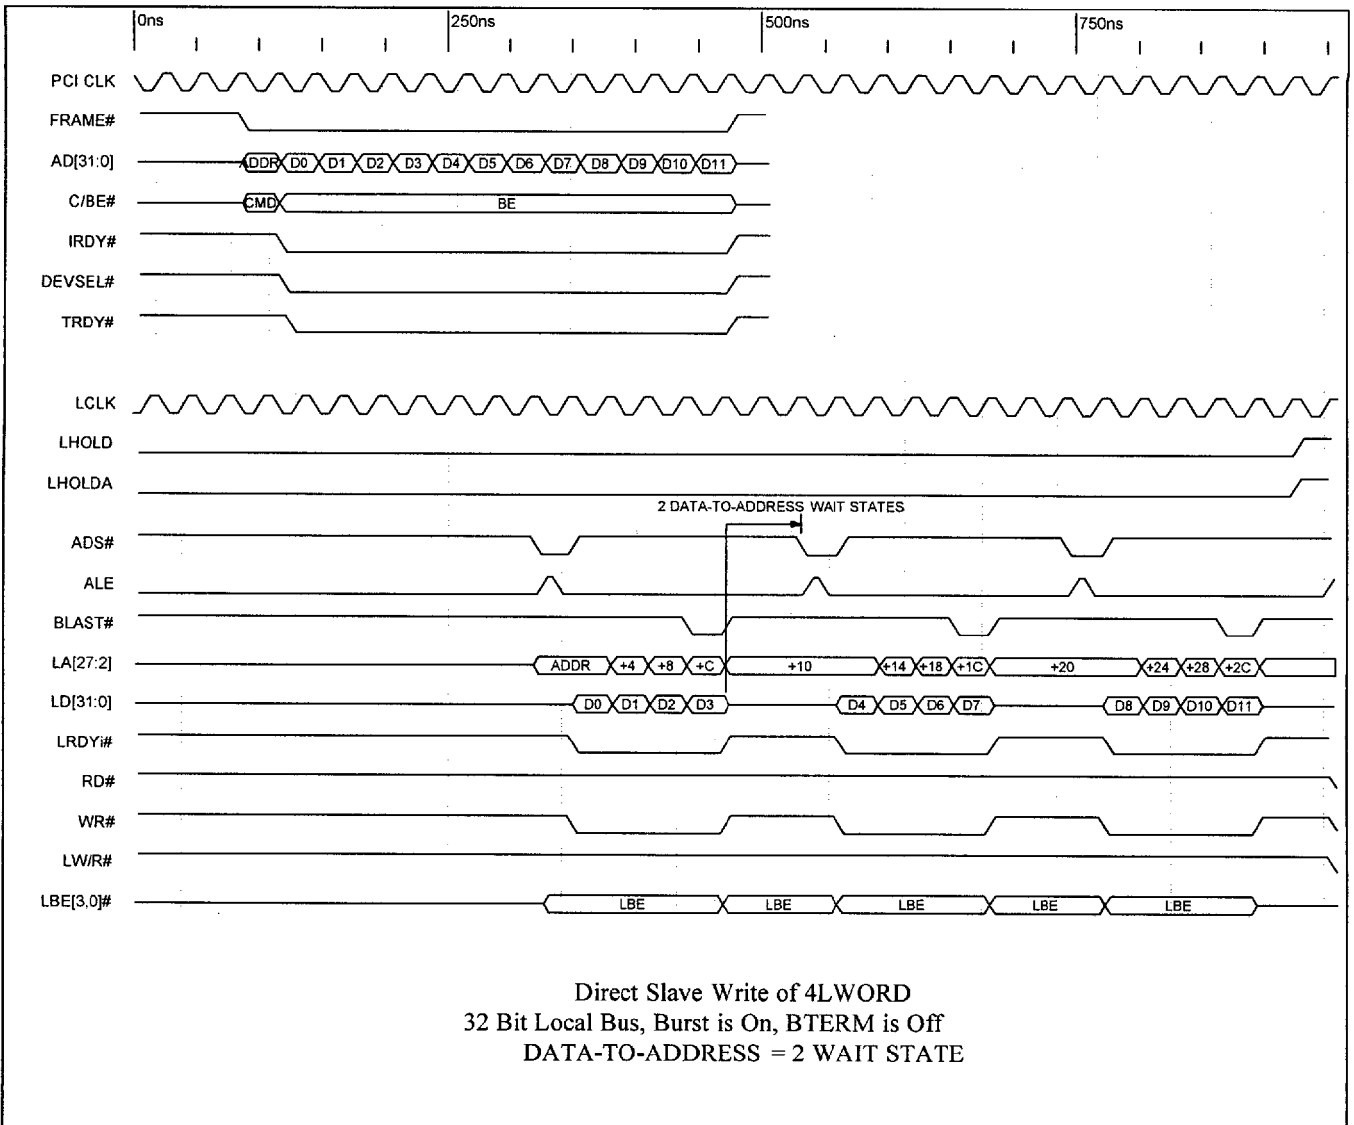 0ns 250ns 500ns 750ns
PCI CLK
FRAME#
AD[31:0] ADDR D0 D1 D2 D3 D4 D5 D6 D7 D8 D9 D10 D11
C/BE# CMD BE
IRDY#
DEVSEL#
TRDY#
LCLK
LHOLD
LHOLDA
2 DATA-TO-ADDRESS WAIT STATES
ADS#
ALE
BLAST#
LA[27:2] ADDR +4 +8 +C +10 +14 +18 +1C +20 +24 +28 +2C
LD[31:0] D0 D1 D2 D3 D4 D5 D6 D7 D8 D9 D10 D11
LRDYi#
RD#
WR#
LW/R#
LBE[3,0]# LBE LBE LBE LBE LBE
Direct Slave Write of 4LWORD
32 Bit Local Bus, Burst is On, BTERM is Off
DATA-TO-ADDRESS = 2 WAIT STATE